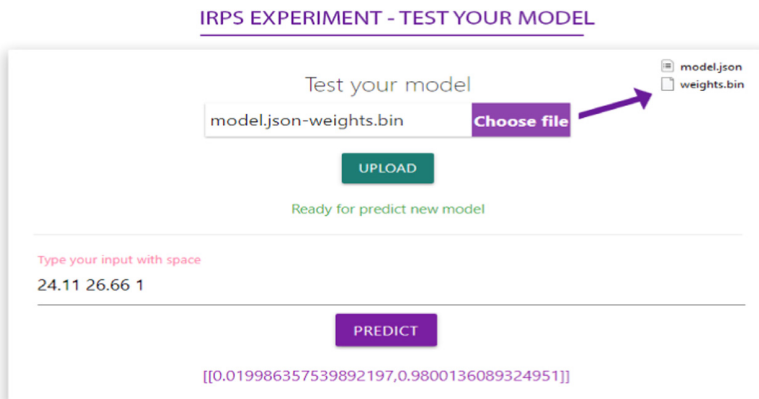 IRPS EXPERIMENT - TEST YOUR MODEL
model.json
weights.bin
Test your model
model.json-weights.bin Choose file
UPLOAD
Ready for predict new model
Type your input with space
24.11 26.66 1
PREDICT
[[0.019986357539892197,0.9800136089324951]]